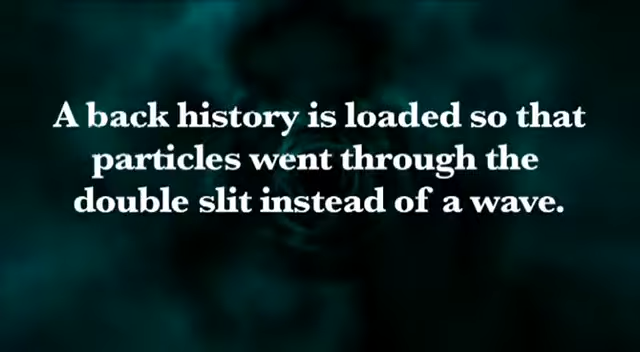 A back history is loaded so that
particles went through the
double slit instead of a wave.